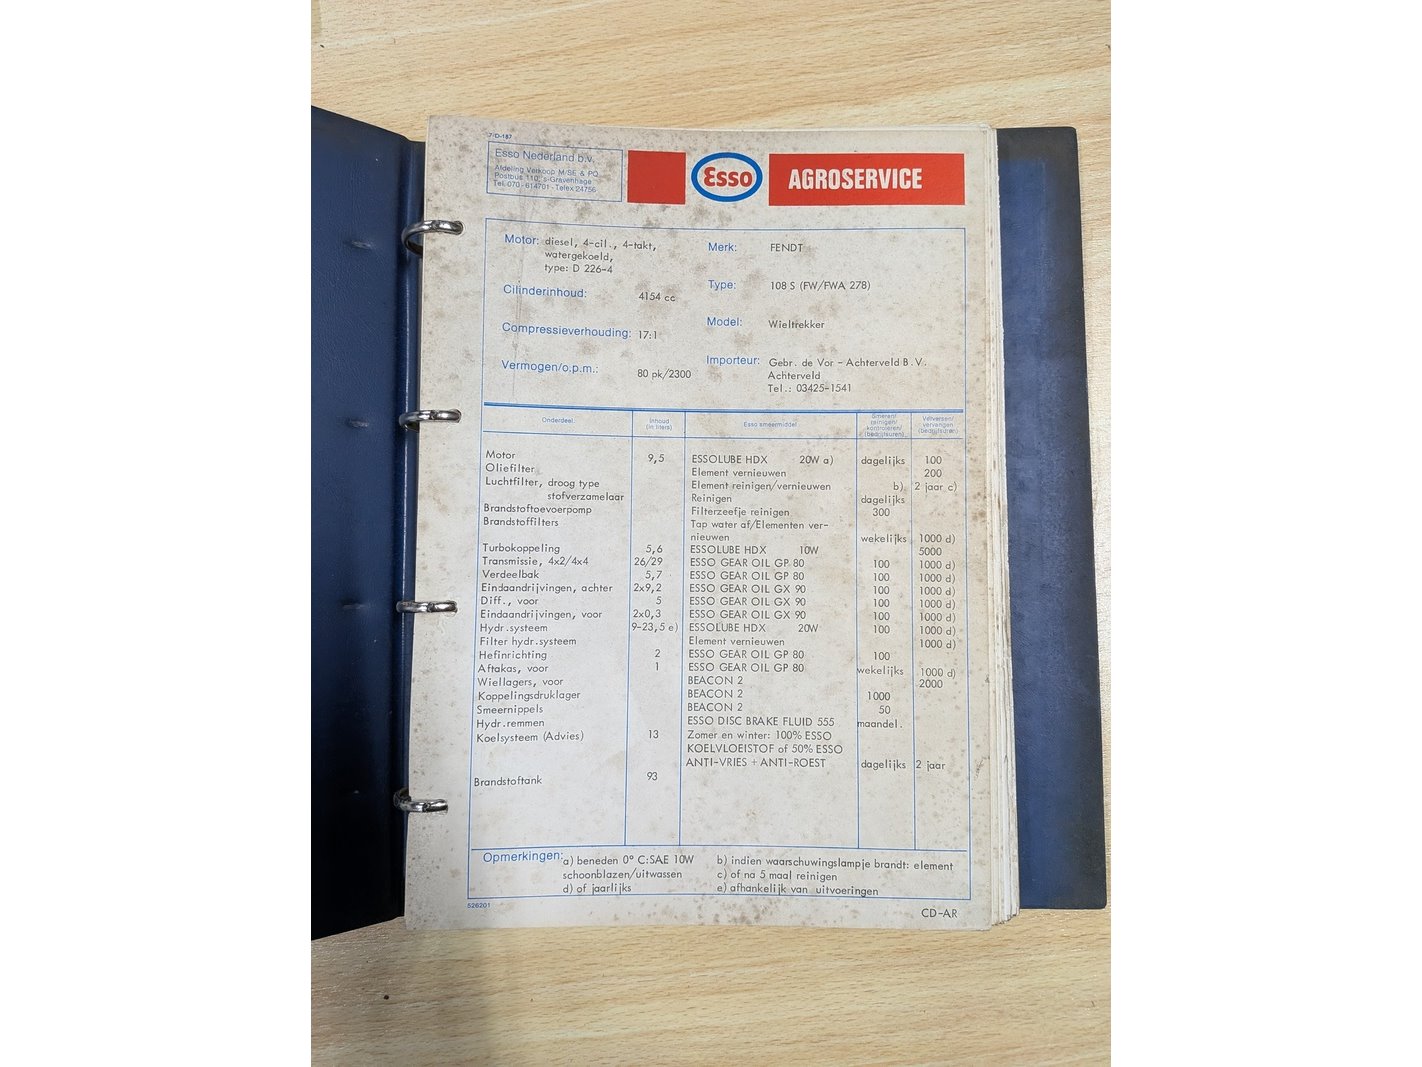 7-D-187
Esso Nederland b.v.
Afdeling Verkoop M/SE & PQ
Postbus 110, s-Gravenhage
Tel. 070-614701 - Telex 24756
Esso
AGROSERVICE
Motor: diesel, 4-cil., 4-takt,
watergekoeld,
type: D 226-4
Merk: FENDT
Cilinderinhoud: 4154 cc
Type: 108 S (FW/FWA 278)
Compressieverhouding: 17:1
Model: Wieltrekker
Vermogen/o.p.m.: 80 pk/2300
Importeur: Gebr. de Vor - Achterveld B.V.
Achterveld
Tel.: 03425-1541
Onderdeel Inhoud (in liters) Esso smeermiddel Smeren/ reinigen/ kontroleren/ (bedrijfsuren) Verversen/ vervangen (bedrijfsuren)
Motor 9,5 ESSOLUBE HDX 20W a) dagelijks 100
Oliefilter Element vernieuwen 200
Luchtfilter, droog type Element reinigen/vernieuwen b) 2 jaar c)
stofverzamelaar Reinigen dagelijks
Brandstoftoevoerpomp Filterzeefje reinigen 300
Brandstoffilters Tap water af/Elementen ver-
nieuwen wekelijks 1000 d)
Turbokoppeling 5,6 ESSOLUBE HDX 10W 5000
Transmissie, 4x2/4x4 26/29 ESSO GEAR OIL GP 80 100 1000 d)
Verdeelbak 5,7 ESSO GEAR OIL GP 80 100 1000 d)
Eindaandrijvingen, achter 2x9,2 ESSO GEAR OIL GX 90 100 1000 d)
Diff., voor 5 ESSO GEAR OIL GX 90 100 1000 d)
Eindaandrijvingen, voor 2x0,3 ESSO GEAR OIL GX 90 100 1000 d)
Hydr.systeem 9-23,5 e) ESSOLUBE HDX 20W 100 1000 d)
Filter hydr.systeem Element vernieuwen 1000 d)
Hefinrichting 2 ESSO GEAR OIL GP 80 100
Aftakas, voor 1 ESSO GEAR OIL GP 80 wekelijks 1000 d)
Wiellagers, voor BEACON 2 2000
Koppelingsdruklager BEACON 2 1000
Smeernippels BEACON 2 50
Hydr.remmen ESSO DISC BRAKE FLUID 555 maandel.
Koelsysteem (Advies) 13 Zomer en winter: 100% ESSO
KOELVLOEISTOF of 50% ESSO
ANTI-VRIES + ANTI-ROEST dagelijks 2 jaar
Brandstoftank 93
Opmerkingen: a) beneden 0° C:SAE 10W b) indien waarschuwingslampje brandt: element
schoonblazen/uitwassen c) of na 5 maal reinigen
d) of jaarlijks e) afhankelijk van uitvoeringen
526201
CD-AR